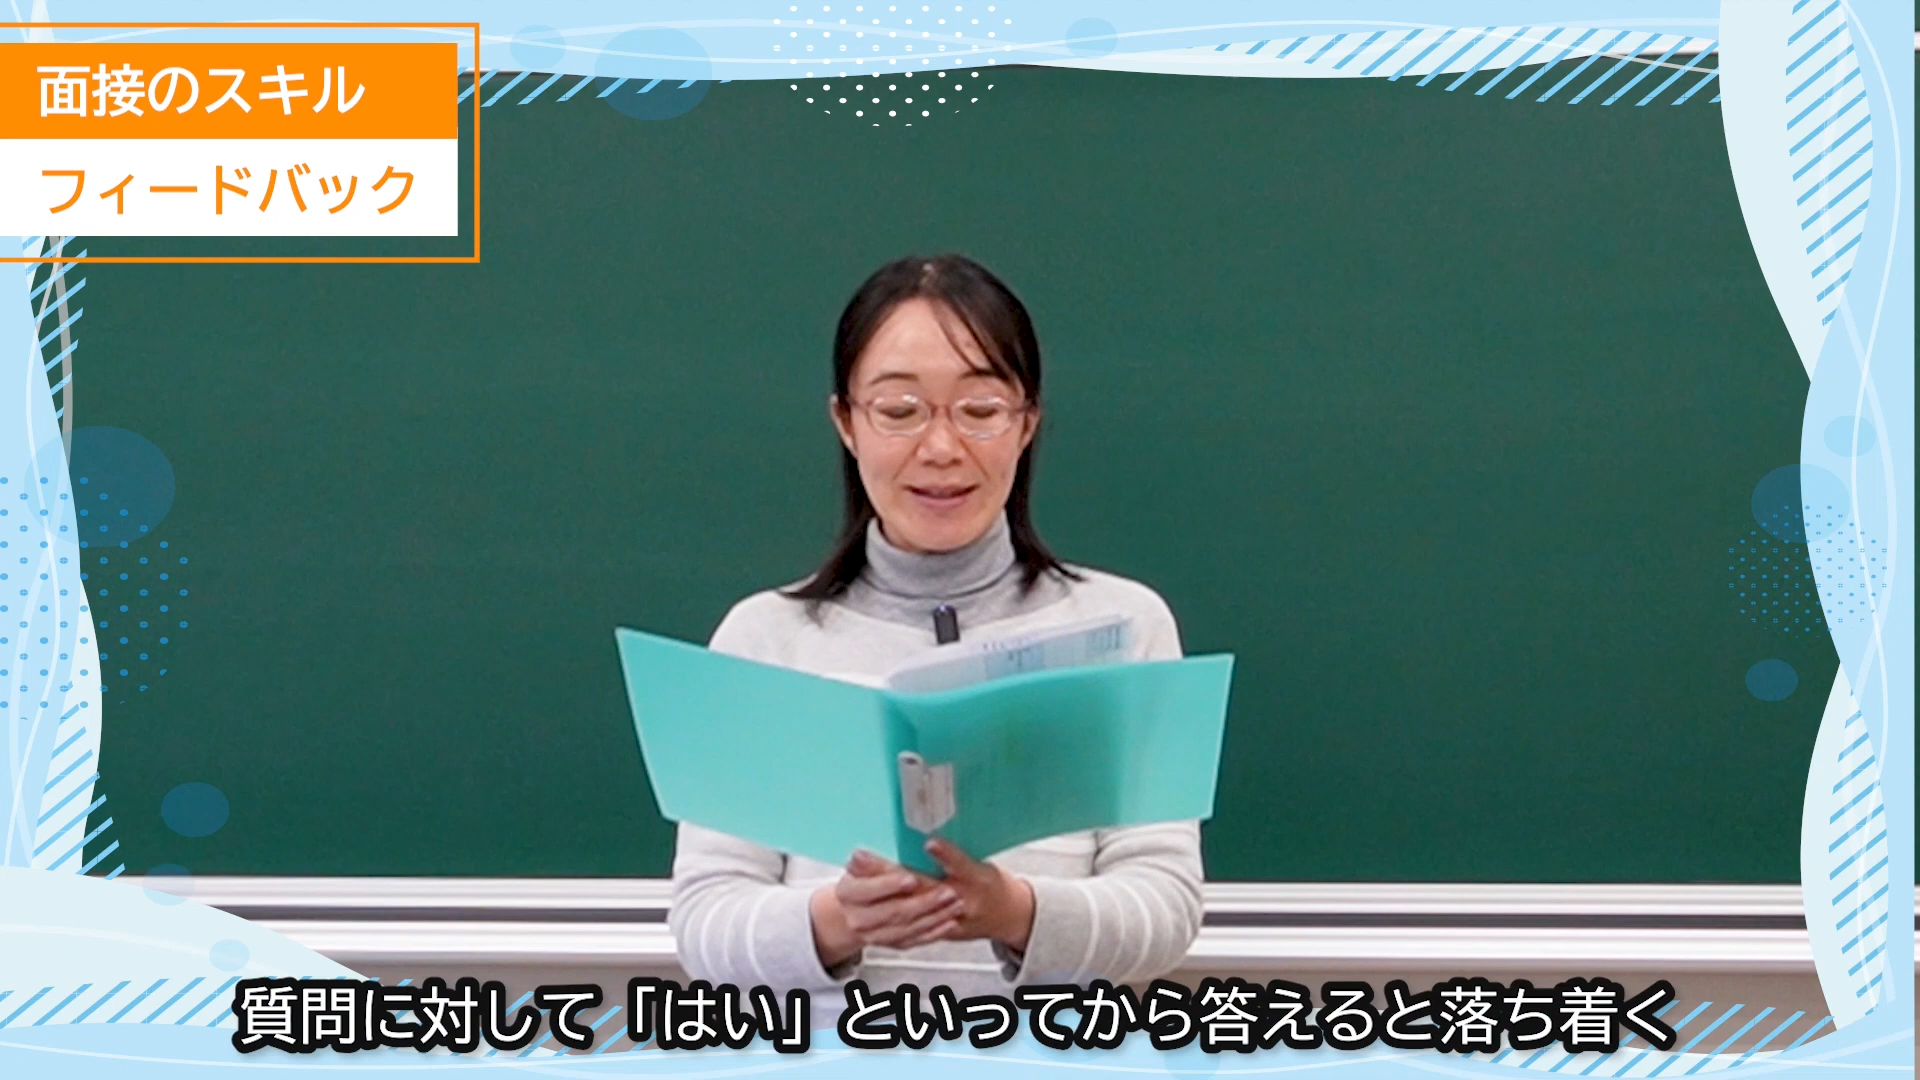 面接のスキル
フィードバック
質問に対して「はい」といってから答えると落ち着く